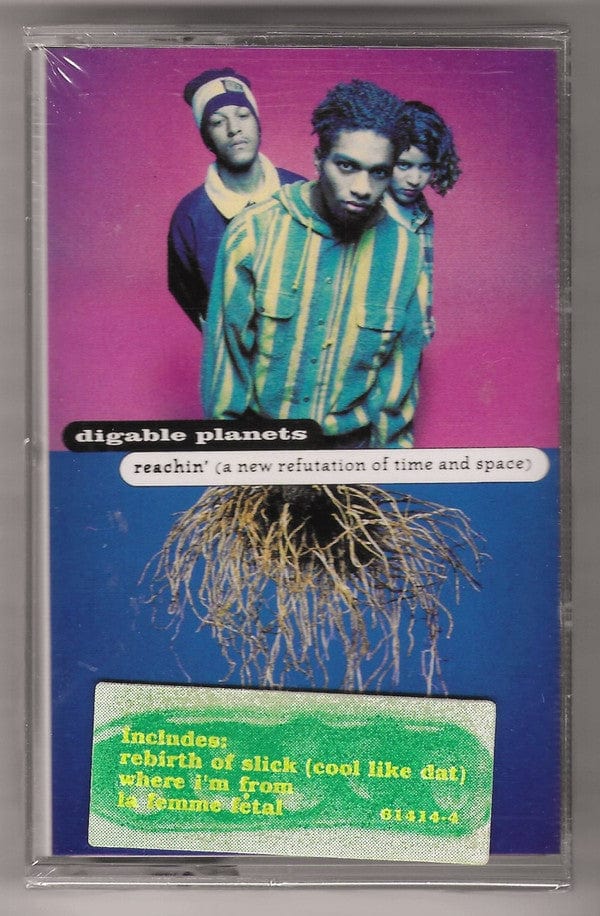 digable planets
reachin' (a new refutation of time and space)
Includes:
rebirth of slick (cool like dat)
where i'm from
la femme fétal
61414-4